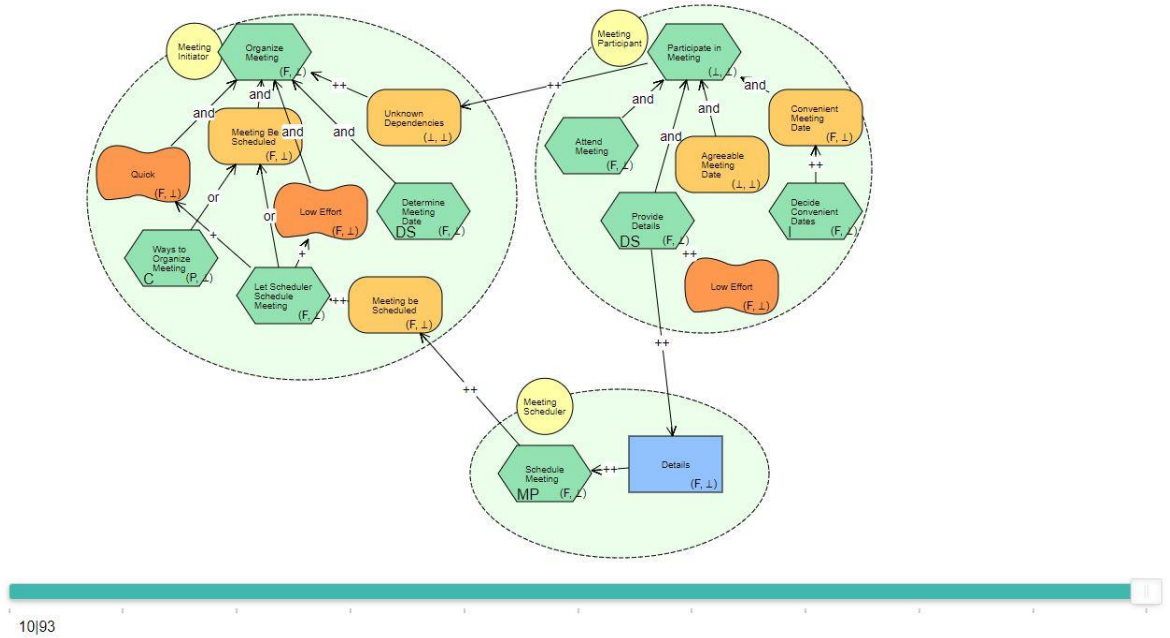 Meeting
Initiator
Organize
Meeting
(F, ⊥)
++
and
and
Meeting Be
Scheduled
(F, ⊥)
and
and
Unknown
Dependencies
(⊥, ⊥)
Quick
(F, ⊥)
or
or
Low Effort
(F, ⊥)
Determine
Meeting
Date
DS
(F, ⊥)
+
+
Ways to
Organize
Meeting
C
(P, ⊥)
Let Scheduler
Schedule
Meeting
(F, ⊥)
++
Meeting be
Scheduled
(F, ⊥)
++
Meeting
Participant
Participate in
Meeting
(⊥, ⊥)
and
and
and
and
Convenient
Meeting
Date
(F, ⊥)
Attend
Meeting
(F, ⊥)
Agreeable
Meeting
Date
(⊥, ⊥)
++
Provide
Details
DS
(F, ⊥)
Decide
Convenient
Dates
I
(F, ⊥)
++
Low Effort
(F, ⊥)
++
++
Meeting
Scheduler
Schedule
Meeting
MP
(F, ⊥)
++
Details
(F, ⊥)
10|93